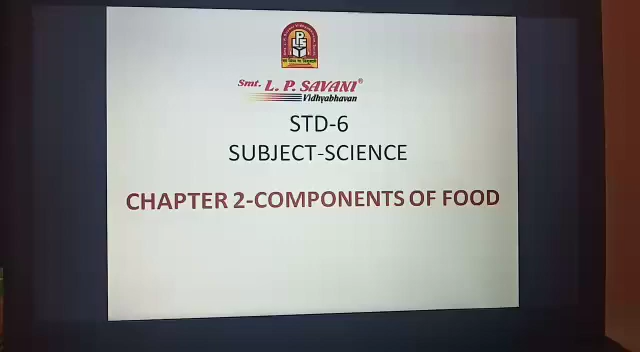 Smt. L. P. SAVANI®
Vidhyabhavan
STD-6
SUBJECT-SCIENCE
CHAPTER 2-COMPONENTS OF FOOD